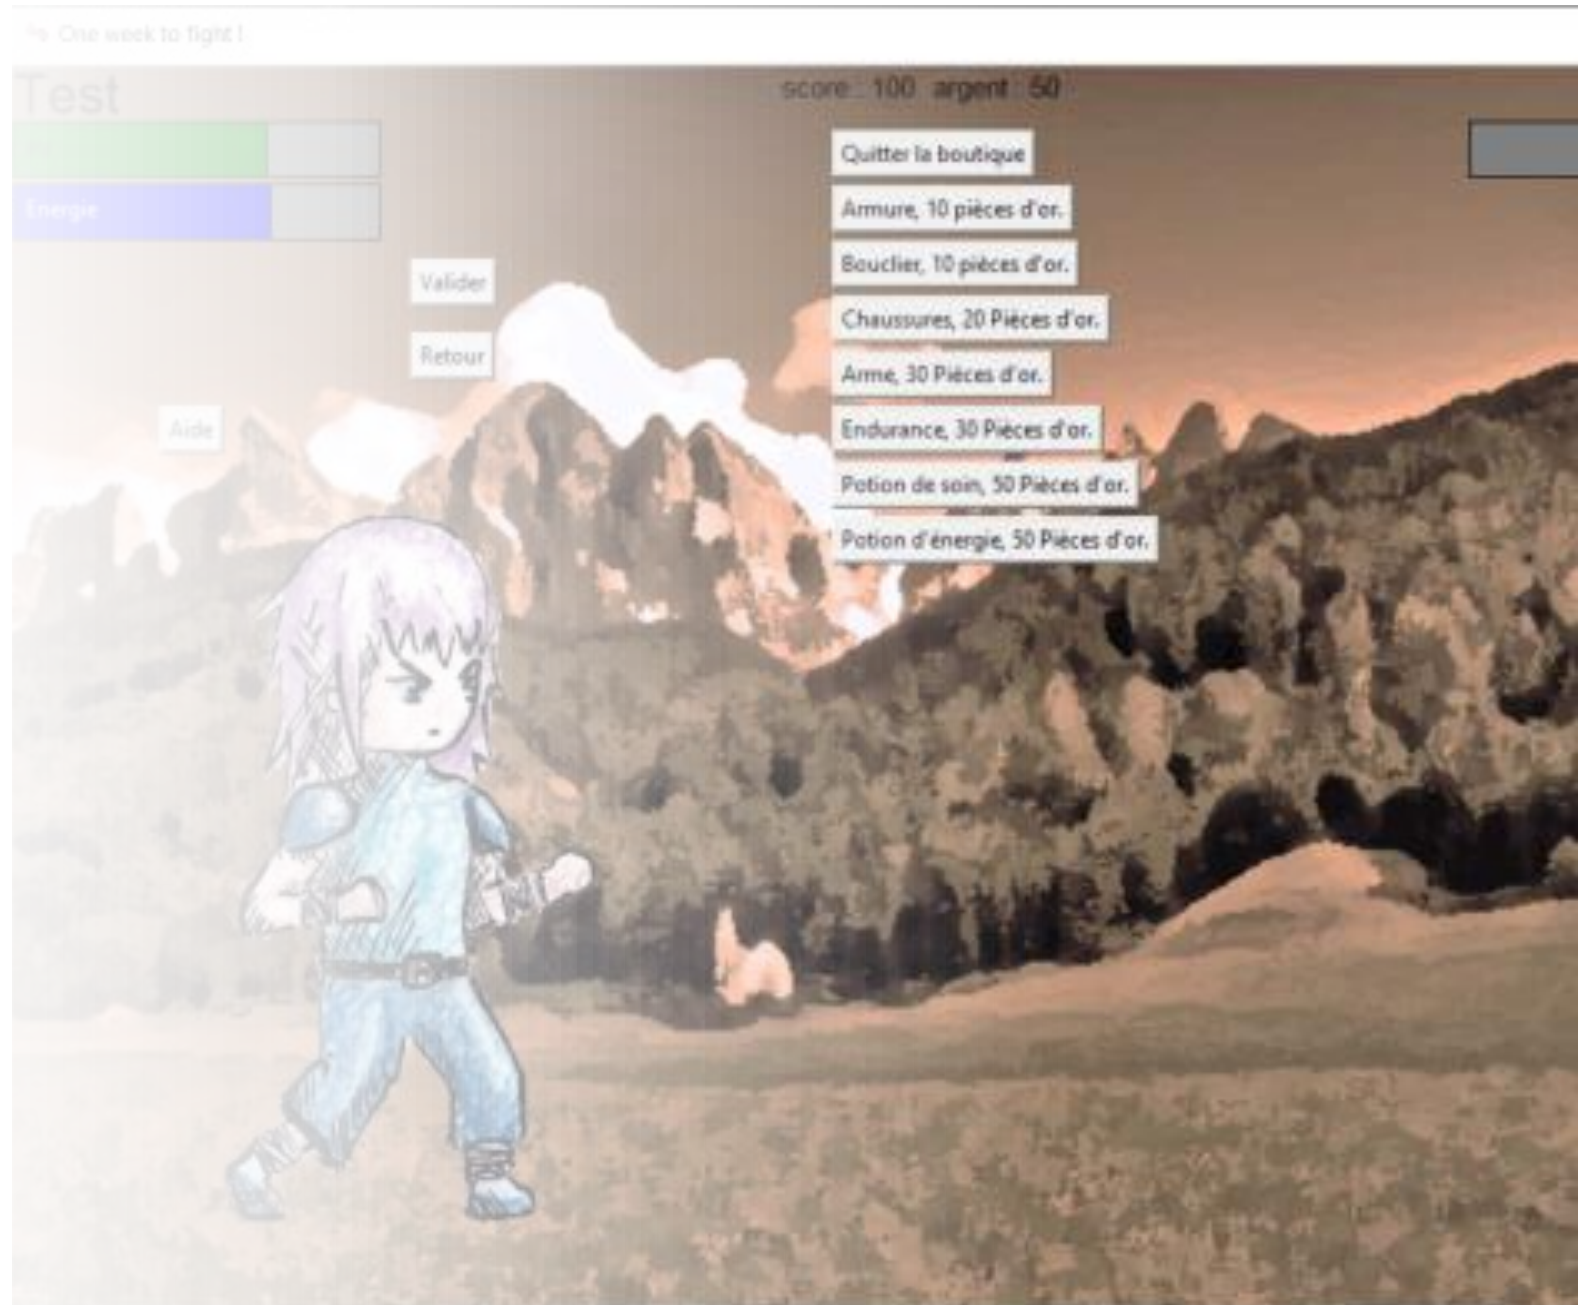 One week to fight !
Test
score : 100 argent : 50
Energie
Quitter la boutique
Armure, 10 pièces d'or.
Bouclier, 10 pièces d'or.
Chaussures, 20 Pièces d'or.
Arme, 30 Pièces d'or.
Endurance, 30 Pièces d'or.
Potion de soin, 50 Pièces d'or.
Potion d'énergie, 50 Pièces d'or.
Valider
Retour
Aide